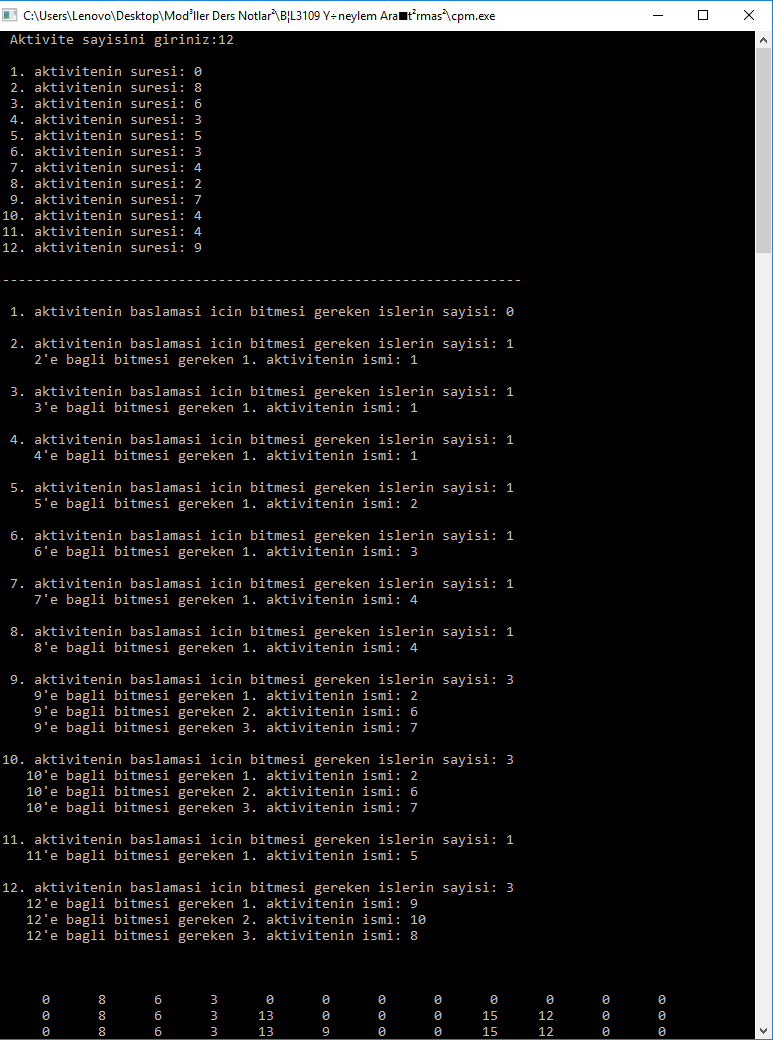 C:\Users\Lenovo\Desktop\Mod³ller Ders Notlar²\B¦L3109 Y÷neylem Ara■t²rmas²\cpm.exe
Aktivite sayisini giriniz:12
1. aktivitenin suresi: 0
2. aktivitenin suresi: 8
3. aktivitenin suresi: 6
4. aktivitenin suresi: 3
5. aktivitenin suresi: 5
6. aktivitenin suresi: 3
7. aktivitenin suresi: 4
8. aktivitenin suresi: 2
9. aktivitenin suresi: 7
10. aktivitenin suresi: 4
11. aktivitenin suresi: 4
12. aktivitenin suresi: 9
-----------------------------------------------------------------
1. aktivitenin baslamasi icin bitmesi gereken islerin sayisi: 0
2. aktivitenin baslamasi icin bitmesi gereken islerin sayisi: 1
2'e bagli bitmesi gereken 1. aktivitenin ismi: 1
3. aktivitenin baslamasi icin bitmesi gereken islerin sayisi: 1
3'e bagli bitmesi gereken 1. aktivitenin ismi: 1
4. aktivitenin baslamasi icin bitmesi gereken islerin sayisi: 1
4'e bagli bitmesi gereken 1. aktivitenin ismi: 1
5. aktivitenin baslamasi icin bitmesi gereken islerin sayisi: 1
5'e bagli bitmesi gereken 1. aktivitenin ismi: 2
6. aktivitenin baslamasi icin bitmesi gereken islerin sayisi: 1
6'e bagli bitmesi gereken 1. aktivitenin ismi: 3
7. aktivitenin baslamasi icin bitmesi gereken islerin sayisi: 1
7'e bagli bitmesi gereken 1. aktivitenin ismi: 4
8. aktivitenin baslamasi icin bitmesi gereken islerin sayisi: 1
8'e bagli bitmesi gereken 1. aktivitenin ismi: 4
9. aktivitenin baslamasi icin bitmesi gereken islerin sayisi: 3
9'e bagli bitmesi gereken 1. aktivitenin ismi: 2
9'e bagli bitmesi gereken 2. aktivitenin ismi: 6
9'e bagli bitmesi gereken 3. aktivitenin ismi: 7
10. aktivitenin baslamasi icin bitmesi gereken islerin sayisi: 3
10'e bagli bitmesi gereken 1. aktivitenin ismi: 2
10'e bagli bitmesi gereken 2. aktivitenin ismi: 6
10'e bagli bitmesi gereken 3. aktivitenin ismi: 7
11. aktivitenin baslamasi icin bitmesi gereken islerin sayisi: 1
11'e bagli bitmesi gereken 1. aktivitenin ismi: 5
12. aktivitenin baslamasi icin bitmesi gereken islerin sayisi: 3
12'e bagli bitmesi gereken 1. aktivitenin ismi: 9
12'e bagli bitmesi gereken 2. aktivitenin ismi: 10
12'e bagli bitmesi gereken 3. aktivitenin ismi: 8
0 8 6 3 0 0 0 0 0 0 0 0
0 8 6 3 13 0 0 0 15 12 0 0
0 8 6 3 13 9 0 0 15 12 0 0